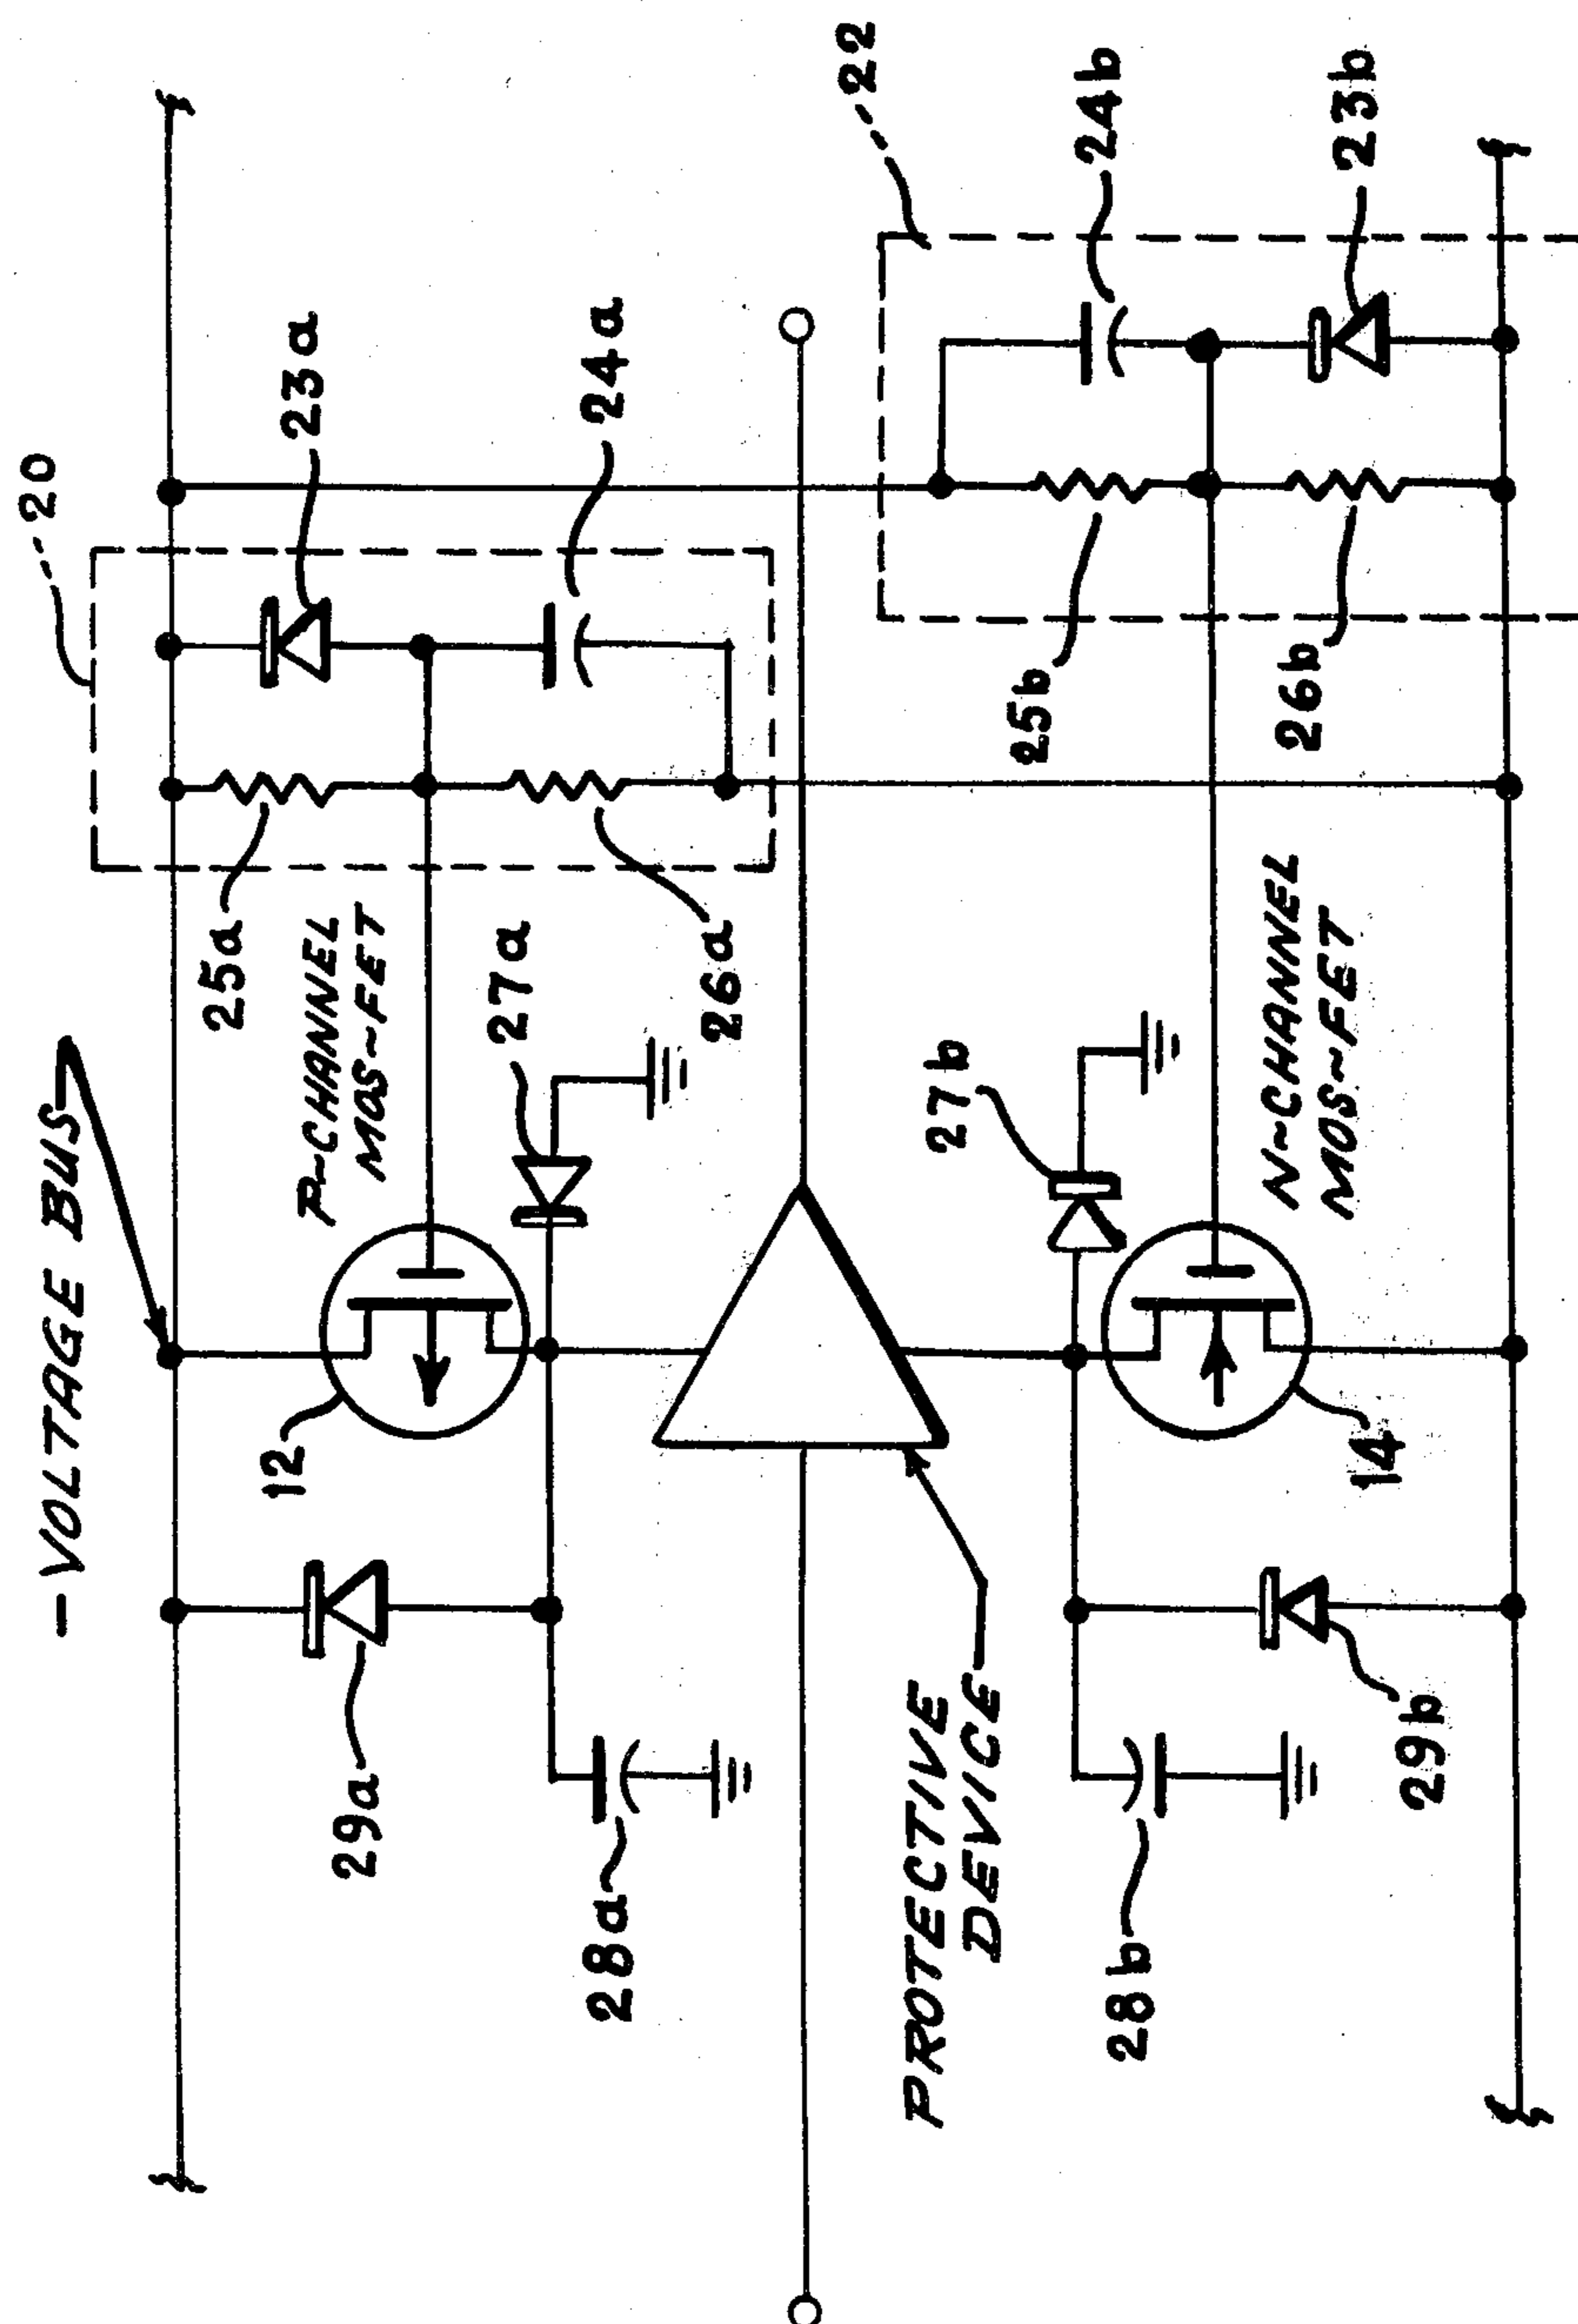 -VOLTAGE BUS
20
23a
24a
25a
26a
P~CHANNEL
MOS~FET
27a
12
29a
28a
22
24b
23b
25b
26b
27b
N~CHANNEL
MOS~FET
14
29b
28b
PROTECTIVE
DEVICE